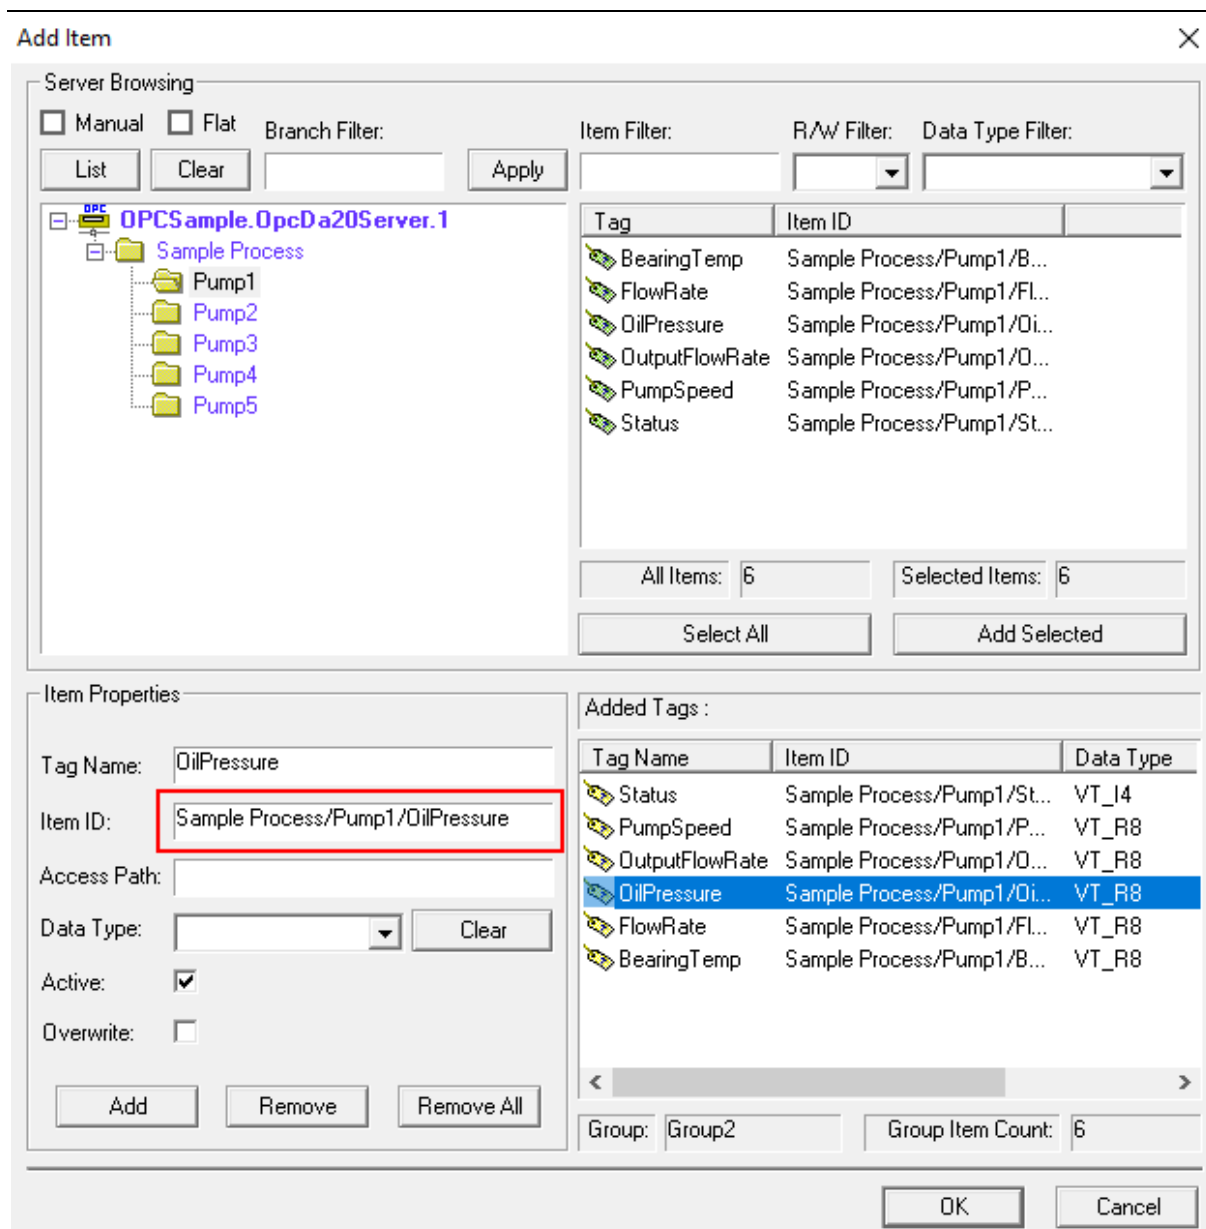 Add Item
Server Browsing
Manual Flat Branch Filter: Item Filter: R/W Filter: Data Type Filter:
List Clear Apply
OPC
OPCSample.OpcDa20Server.1
Sample Process
Pump1
Pump2
Pump3
Pump4
Pump5
Tag Item ID
BearingTemp Sample Process/Pump1/B...
FlowRate Sample Process/Pump1/Fl...
OilPressure Sample Process/Pump1/Oi...
OutputFlowRate Sample Process/Pump1/O...
PumpSpeed Sample Process/Pump1/P...
Status Sample Process/Pump1/St...
All Items: 6 Selected Items: 6
Select All Add Selected
Item Properties
Tag Name: OilPressure
Item ID: Sample Process/Pump1/OilPressure
Access Path:
Data Type: Clear
Active:
Overwrite:
Add Remove Remove All
Added Tags :
Tag Name Item ID Data Type
Status Sample Process/Pump1/St... VT_I4
PumpSpeed Sample Process/Pump1/P... VT_R8
OutputFlowRate Sample Process/Pump1/O... VT_R8
OilPressure Sample Process/Pump1/Oi... VT_R8
FlowRate Sample Process/Pump1/Fl... VT_R8
BearingTemp Sample Process/Pump1/B... VT_R8
Group: Group2 Group Item Count: 6
OK Cancel